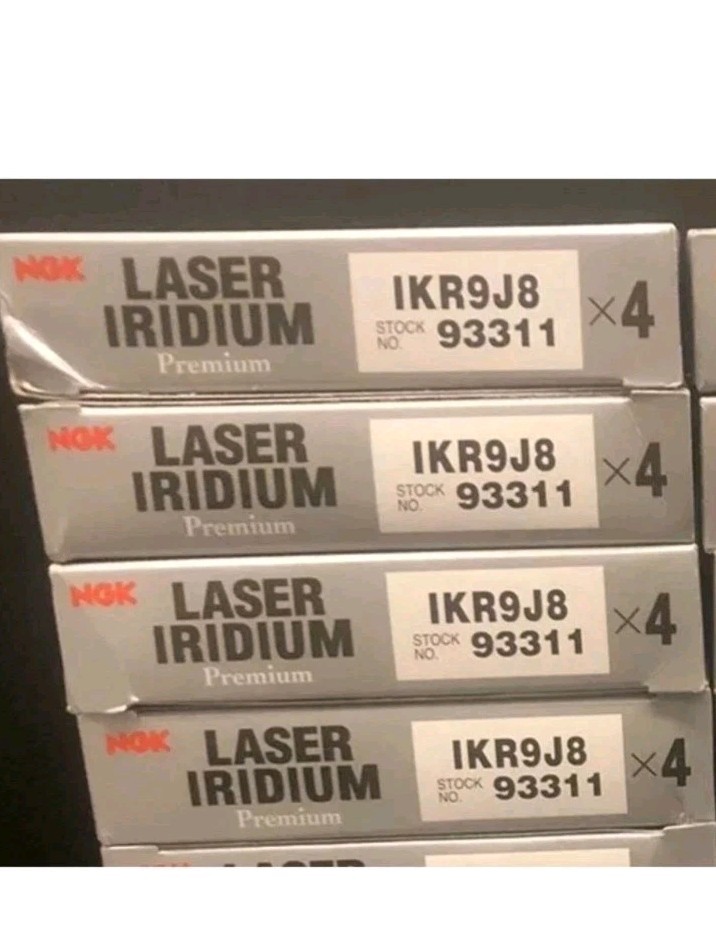 NGK LASER IRIDIUM
Premium
IKR9J8
STOCK NO. 93311
×4
NGK LASER IRIDIUM
Premium
IKR9J8
STOCK NO. 93311
×4
NGK LASER IRIDIUM
Premium
IKR9J8
STOCK NO. 93311
×4
NGK LASER IRIDIUM
Premium
IKR9J8
STOCK NO. 93311
×4